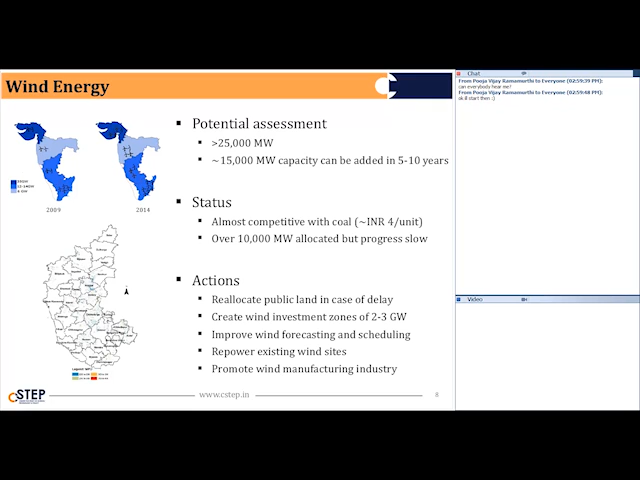 Wind Energy
2009
2014
▪ Potential assessment
▪ >25,000 MW
▪ ~15,000 MW capacity can be added in 5-10 years
▪ Status
▪ Almost competitive with coal (~INR 4/unit)
▪ Over 10,000 MW allocated but progress slow
▪ Actions
▪ Reallocate public land in case of delay
▪ Create wind investment zones of 2-3 GW
▪ Improve wind forecasting and scheduling
▪ Repower existing wind sites
▪ Promote wind manufacturing industry
CSTEP
www.cstep.in
8
Chat
From Pooja Vijay Ramamurthi to Everyone (02:59:39 PM):
can everybody hear me?
From Pooja Vijay Ramamurthi to Everyone (02:59:48 PM):
ok ill start then :)
Video